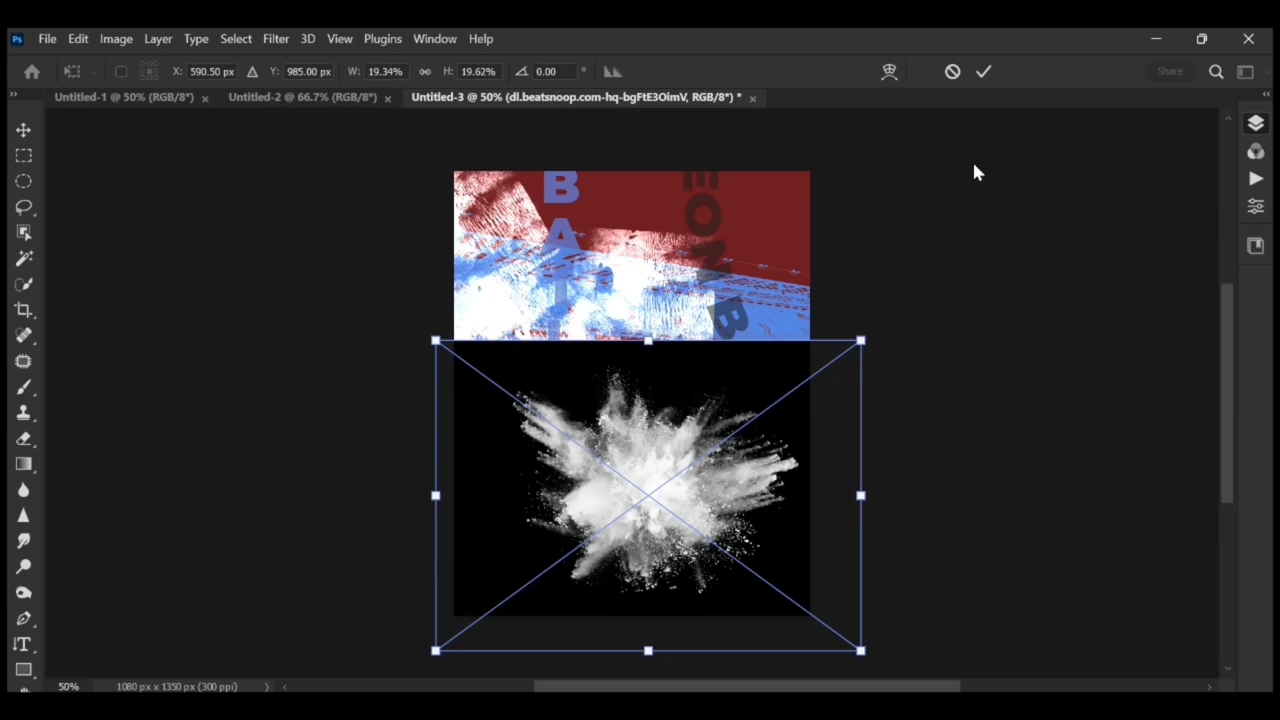 Ps File Edit Image Layer Type Select Filter 3D View Plugins Window Help
X: 590.50 px Y: 985.00 px W: 19.34% H: 19.62% 0.00 ° Share
Untitled-1 @ 50% (RGB/8*) × Untitled-2 @ 66.7% (RGB/8*) × Untitled-3 @ 50% (dl.beatsnoop.com-hq-bgFtE3OimV, RGB/8*) * ×
B
A
EOM B
T
50% 1080 px x 1350 px (300 ppi)